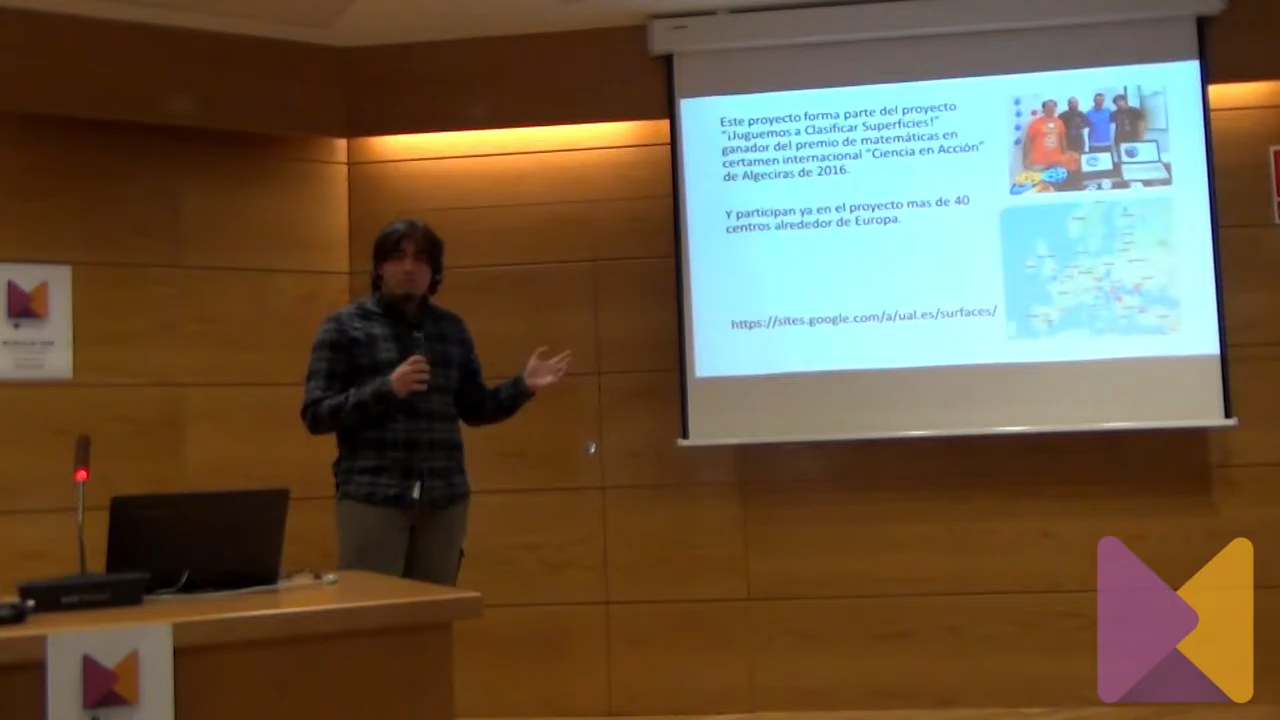 Este proyecto forma parte del proyecto
"¡Juguemos a Clasificar Superficies!"
ganador del premio de matemáticas en
certamen internacional "Ciencia en Acción"
de Algeciras de 2016.
Y participan ya en el proyecto mas de 40
centros alrededor de Europa.
https://sites.google.com/a/ual.es/surfaces/